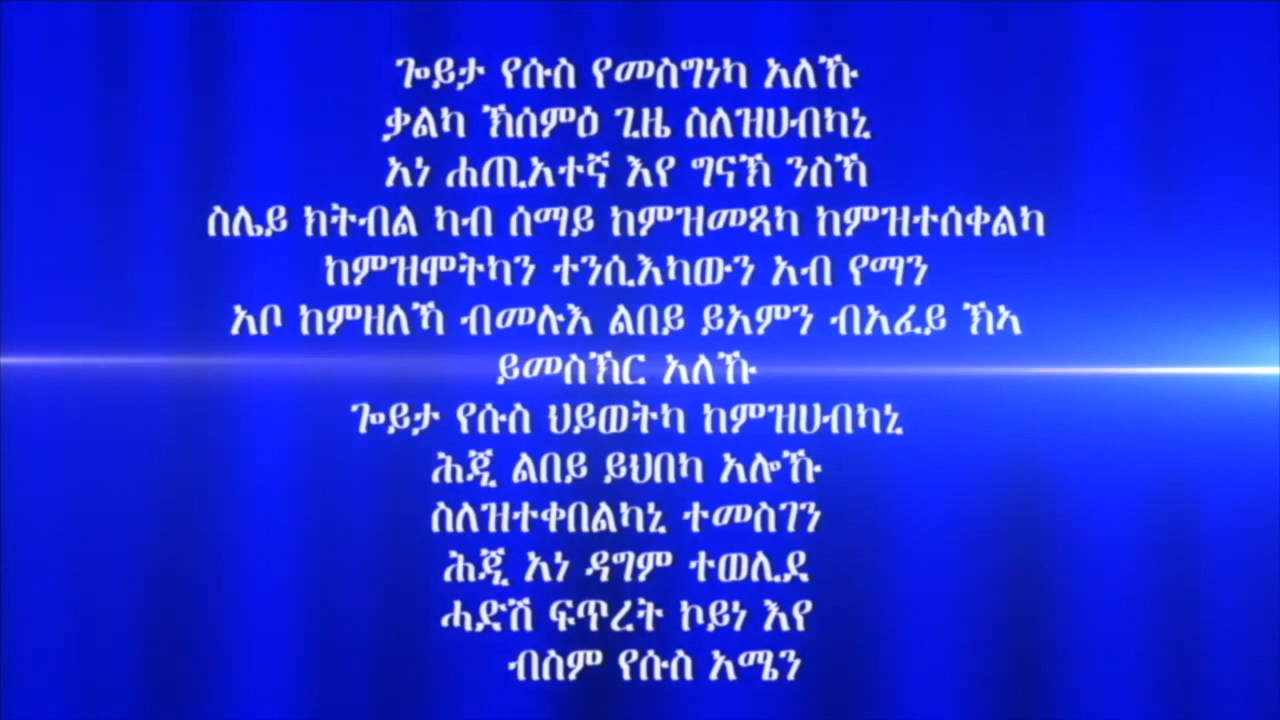 ጐይታ የሱስ የመስግነካ አለኹ
ቃልካ ኽሰምዕ ጊዜ ስለዝሀብካኒ
አነ ሐጢአተኛ እየ ግናኽ ንስኻ
ስሌይ ክትብል ካብ ሰማይ ከምዝመጻካ ከምዝተሰቀልካ
ከምዝሞትካን ተንሲእካውን አብ የማን
አቦ ከምዘለኻ ብመሉእ ልበይ ይአምን ብአፈይ ኽኣ
ይመስኽር አለኹ
ጐይታ የሱስ ህይወትካ ከምዝሀብካኒ
ሕጂ ልበይ ይህበካ አሎኹ
ስለዝተቀበልካኒ ተመስገን
ሕጂ አነ ዳግም ተወሊደ
ሓድሽ ፍጥረት ኮይነ እየ
ብስም የሱስ አሜን